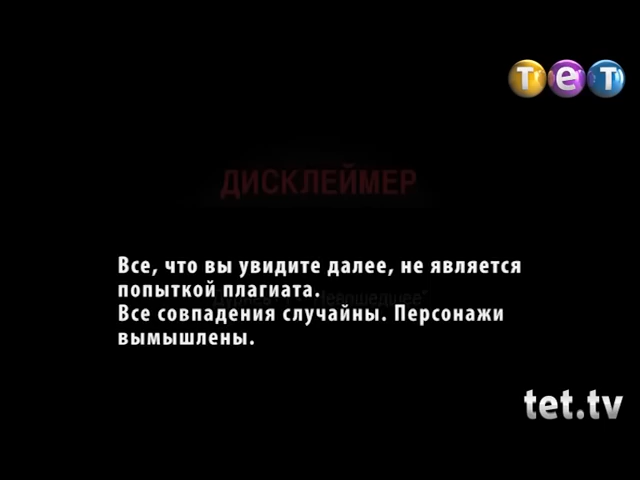 тет
ДИСКЛЕЙМЕР
Все, что вы увидите далее, не является
попыткой плагиата.
Все совпадения случайны. Персонажи
вымышлены.
tet.tv